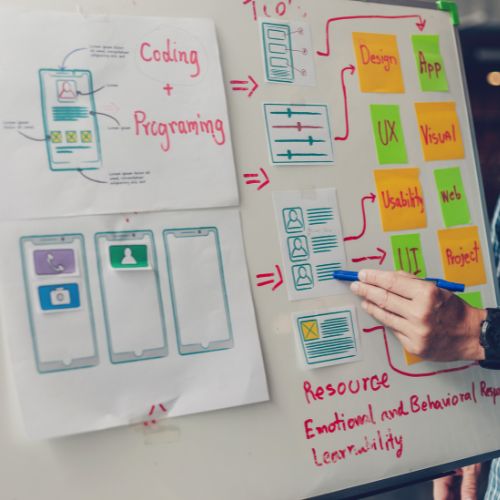 Coding
+
Programing
Design
App
UX
Visual
Usability
Web
UI
Project
Resource
Emotional and Behavioral
Learnability